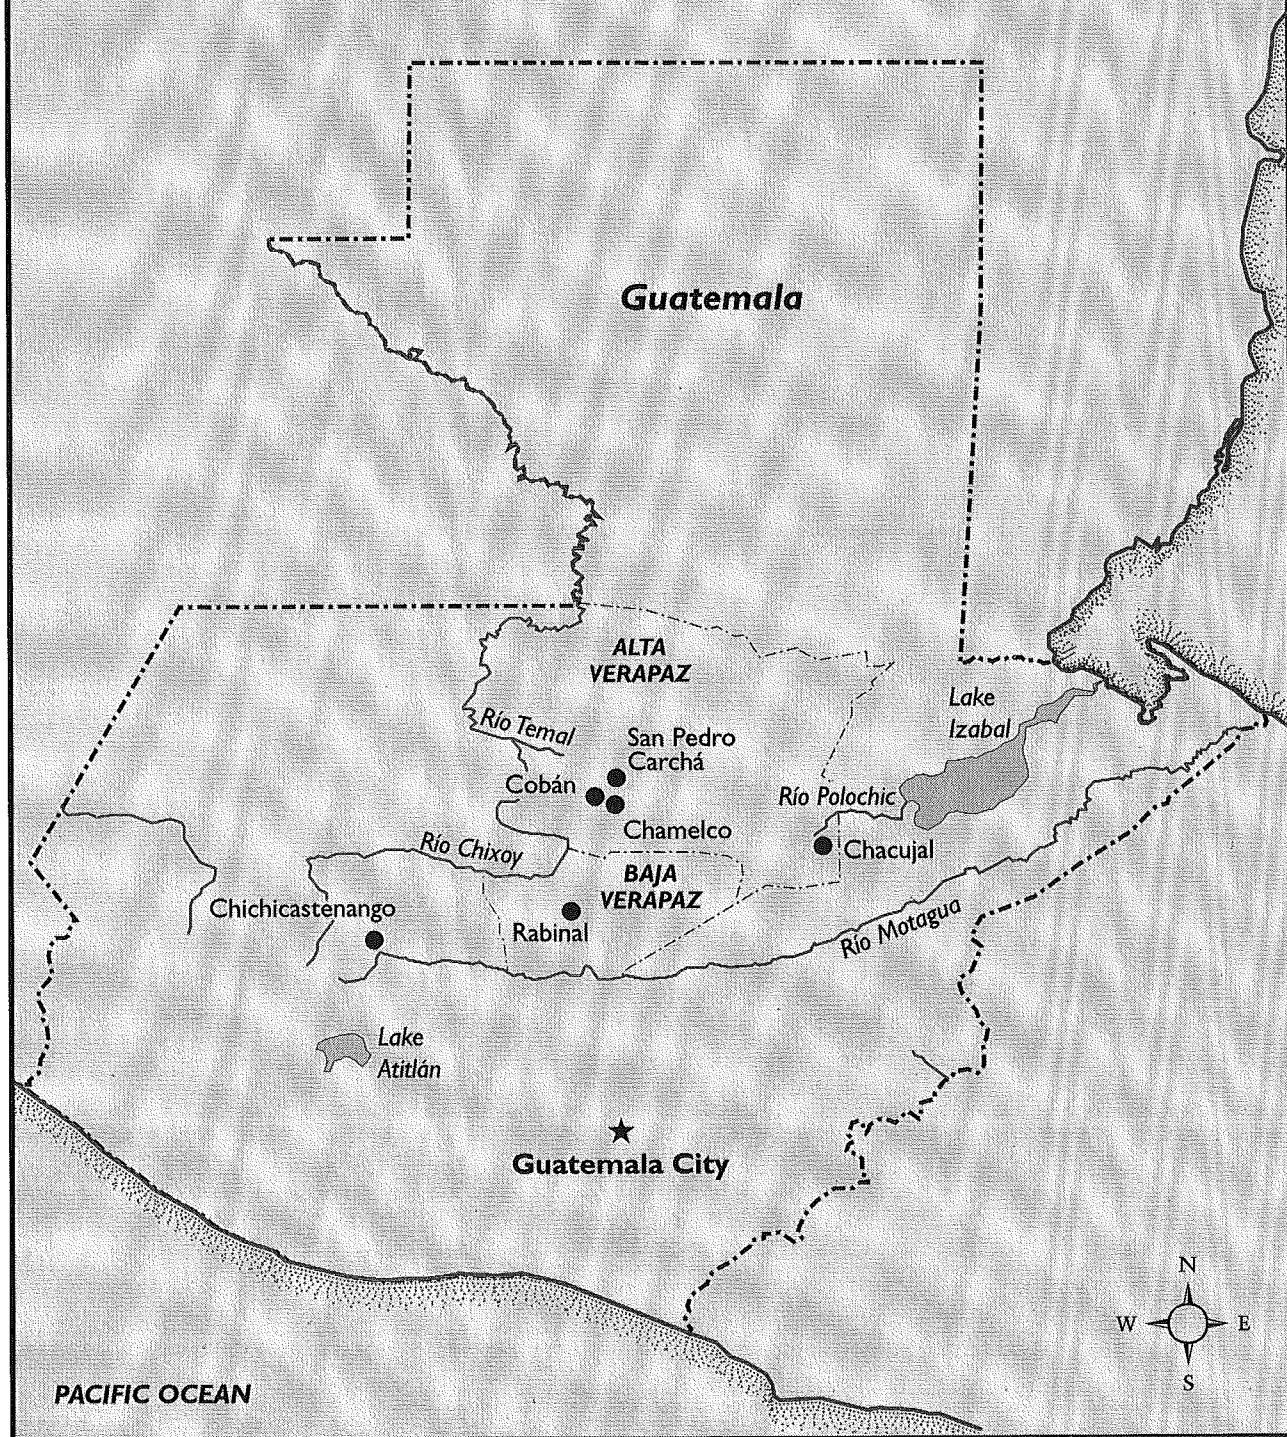 Guatemala
ALTA
VERAPAZ
Lake
Izabal
Río Temal
San Pedro
Carchá
Cobán
Río Polochic
Chamelco
Río Chixoy
Chacujal
BAJA
VERAPAZ
Chichicastenango
Rabinal
Río Motagua
Lake
Atitlán
Guatemala City
N
W
E
S
PACIFIC OCEAN